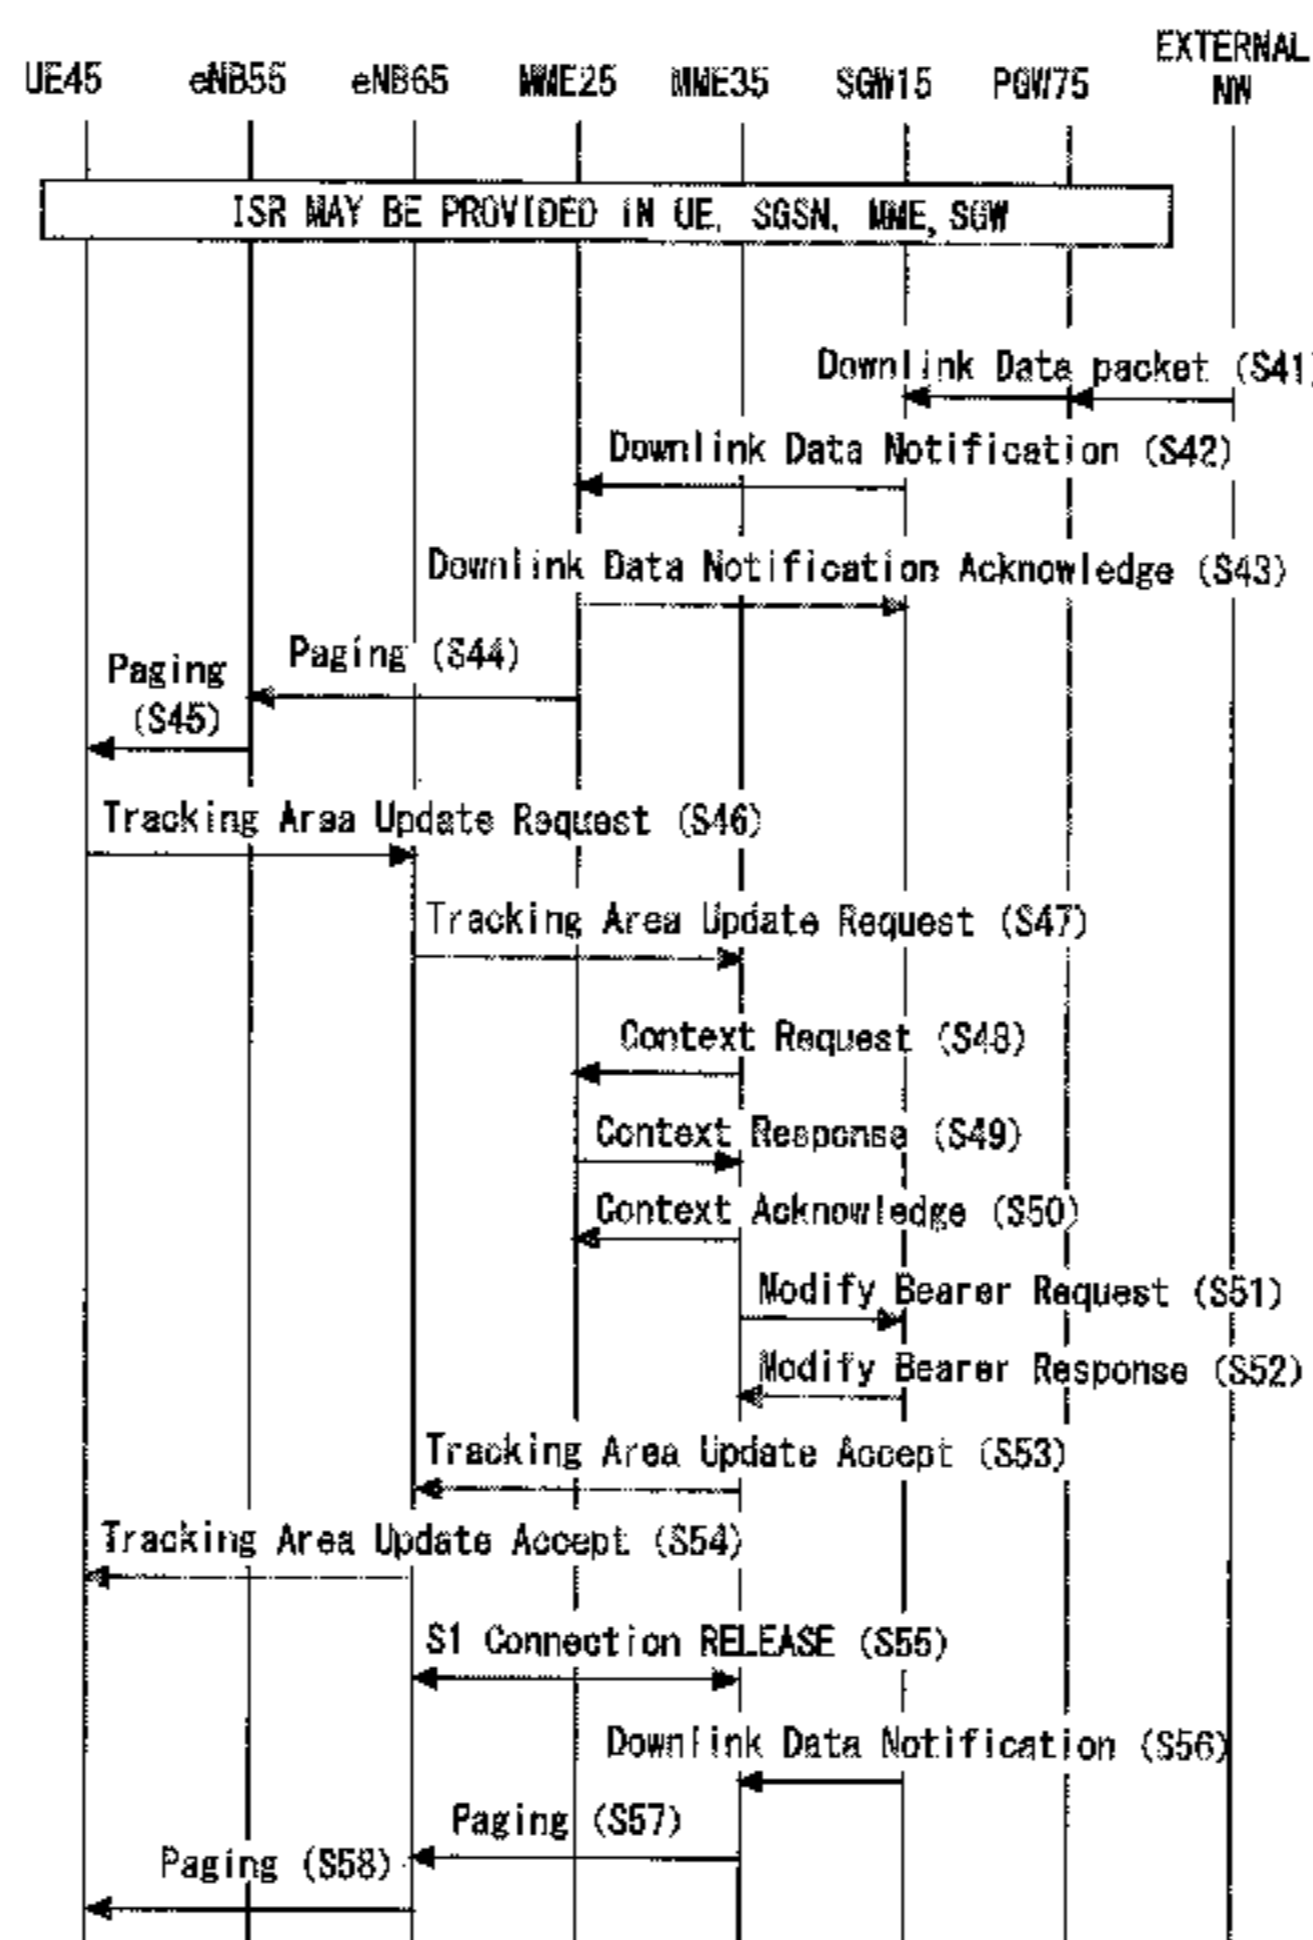 UE45 eNB55 eNB65 MME25 MME35 SGW15 PGW75 EXTERNAL NW
ISR MAY BE PROVIDED IN UE, SGSN, MME, SGW
Downlink Data packet (S41)
Downlink Data Notification (S42)
Downlink Data Notification Acknowledge (S43)
Paging (S44)
Paging
(S45)
Tracking Area Update Request (S46)
Tracking Area Update Request (S47)
Context Request (S48)
Context Response (S49)
Context Acknowledge (S50)
Modify Bearer Request (S51)
Modify Bearer Response (S52)
Tracking Area Update Accept (S53)
Tracking Area Update Accept (S54)
S1 Connection RELEASE (S55)
Downlink Data Notification (S56)
Paging (S57)
Paging (S58)